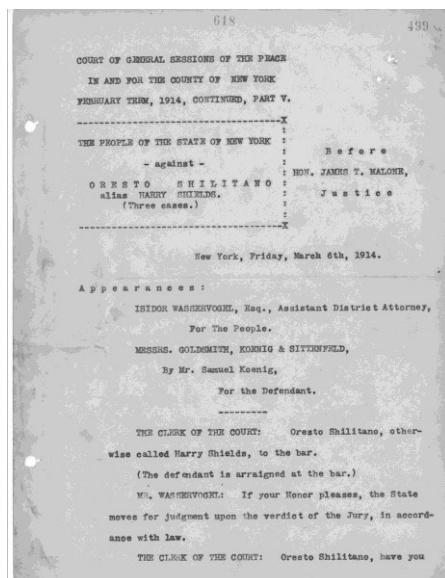 618
499
COURT OF GENERAL SESSIONS OF THE PEACE
IN AND FOR THE COUNTY OF NEW YORK
FEBRUARY TERM, 1914, CONTINUED, PART V.
THE PEOPLE OF THE STATE OF NEW YORK
- against -
ORESTO SHILITANO
alias HARRY SHIELDS.
(Three cases.)
Before
HON. JAMES T. MALONE,
Justice
New York, Friday, March 6th, 1914.
Appearances:
ISIDOR WASSERVOGEL, Esq., Assistant District Attorney,
For The People.
MESSRS. GOLDSMITH, KOENIG & SITTENFELD,
By Mr. Samuel Koenig,
For the Defendant.
THE CLERK OF THE COURT: Oresto Shilitano, other-
wise called Harry Shields, to the bar.
(The defendant is arraigned at the bar.)
MR. WASSERVOGEL: If your Honor pleases, the State
moves for judgment upon the verdict of the Jury, in accord-
ance with law.
THE CLERK OF THE COURT: Oresto Shilitano, have you